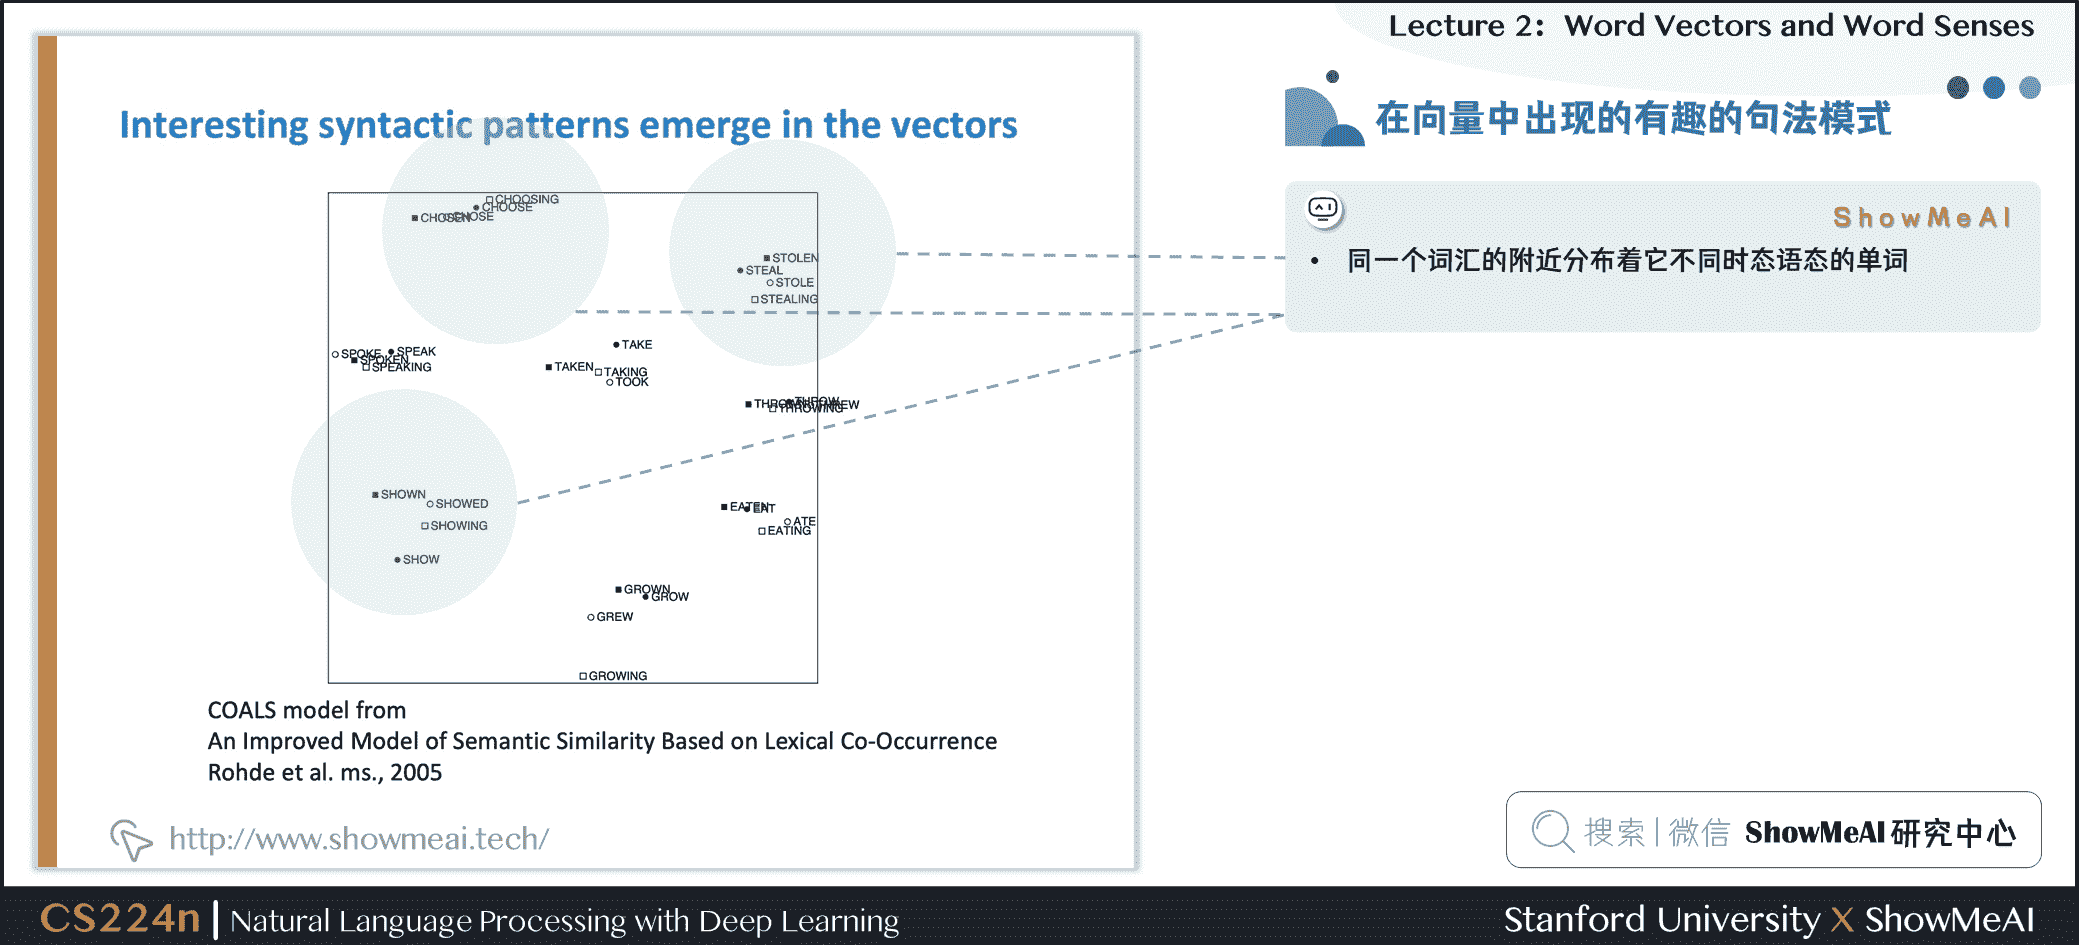 Lecture 2: Word Vectors and Word Senses
Interesting syntactic patterns emerge in the vectors
CHOOSING
CHOOSE
CHOSEN
CHOSE
STOLEN
STEAL
STOLE
STEALING
TAKE
SPOKE
SPEAK
SPOKEN
SPEAKING
TAKEN
TAKING
TOOK
THROW
THROWING
SHOWN
SHOWED
SHOWING
SHOW
EATEN
EAT
ATE
EATING
GROWN
GROW
GREW
GROWING
COALS model from
An Improved Model of Semantic Similarity Based on Lexical Co-Occurrence
Rohde et al. ms., 2005
http://www.showmeai.tech/
在向量中出现的有趣的句法模式
ShowMeAI
• 同一个词汇的附近分布着它不同时态语态的单词
搜索|微信 ShowMeAI 研究中心
CS224n | Natural Language Processing with Deep Learning
Stanford University X ShowMeAI